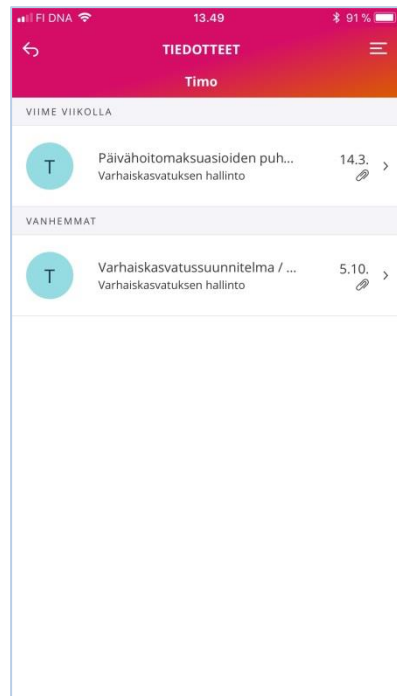 FI DNA 13.49 91 %
TIEDOTTEET
Timo
VIIME VIIKOLLA
T Päivähoitomaksuasioiden puh... 14.3.
Varhaiskasvatuksen hallinto
VANHEMMAT
T Varhaiskasvatussuunnitelma / ... 5.10.
Varhaiskasvatuksen hallinto